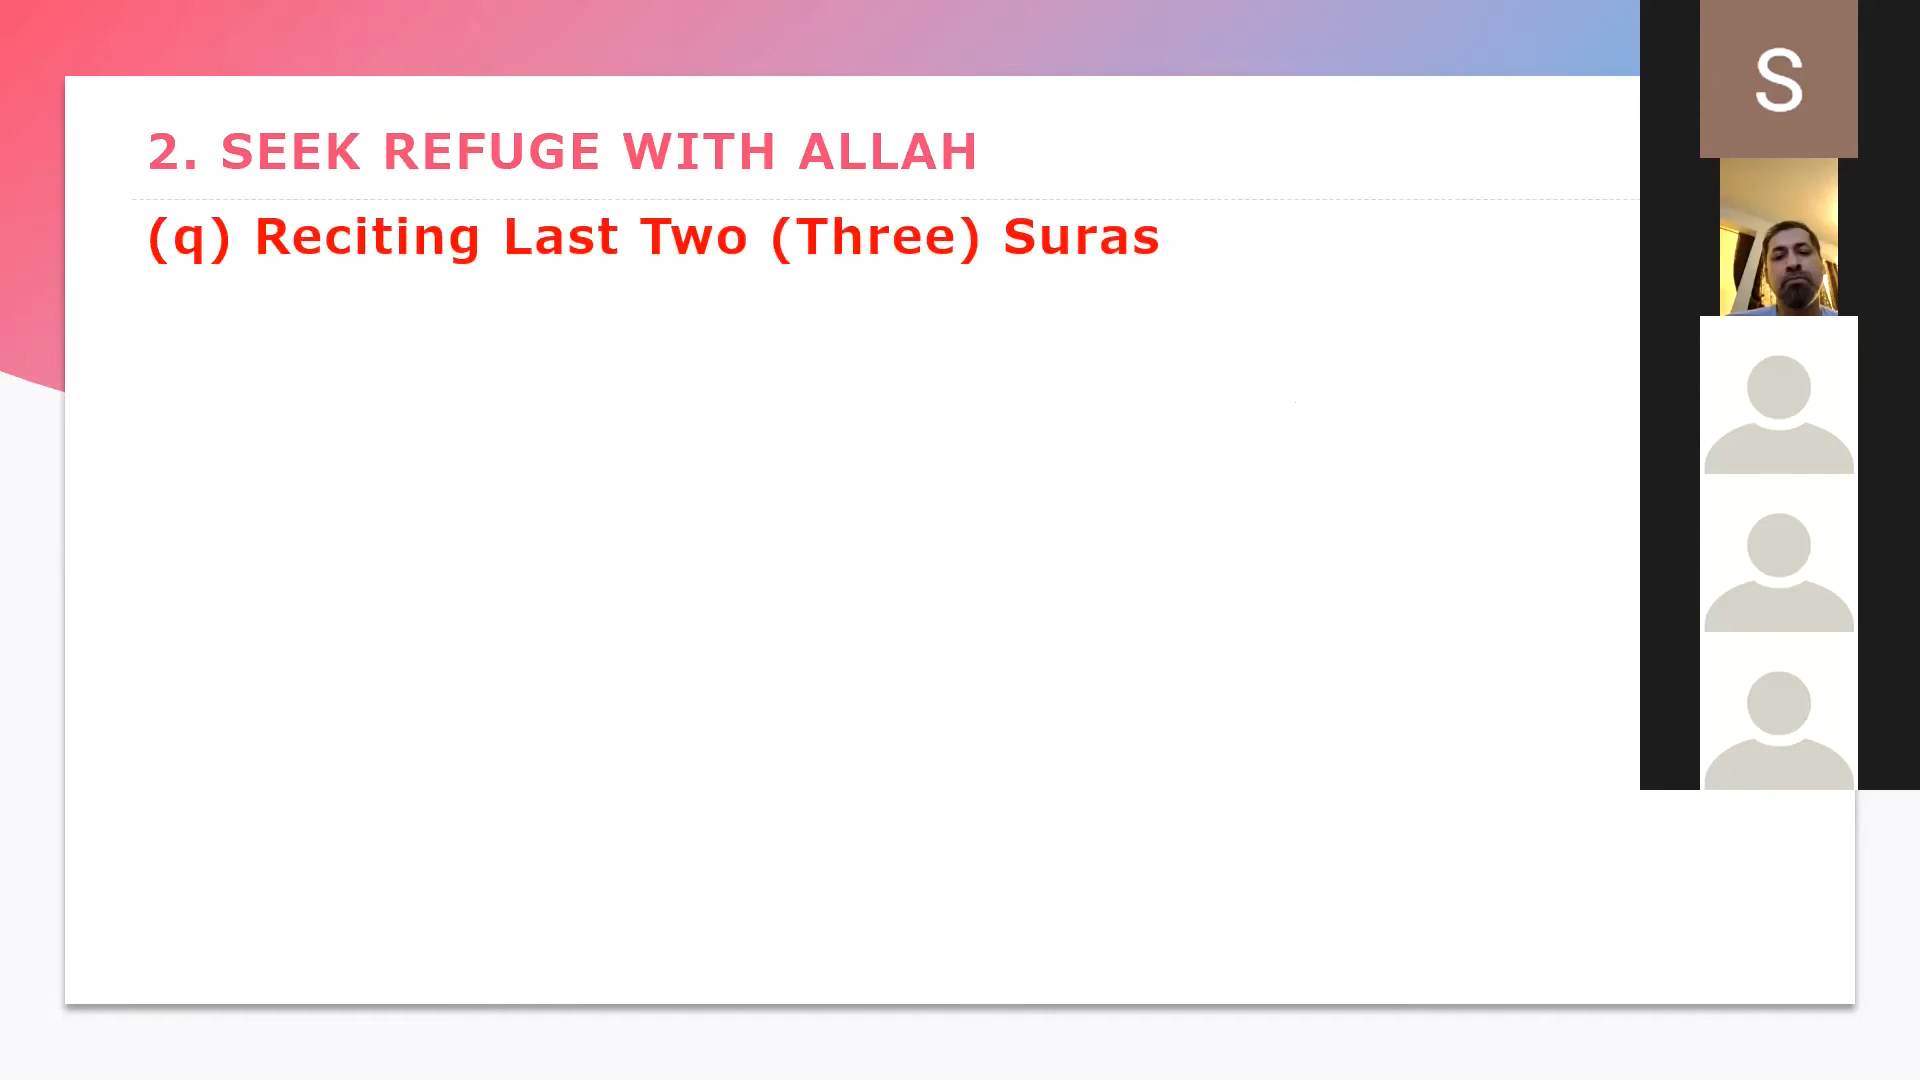 2. SEEK REFUGE WITH ALLAH
(q) Reciting Last Two (Three) Suras
S